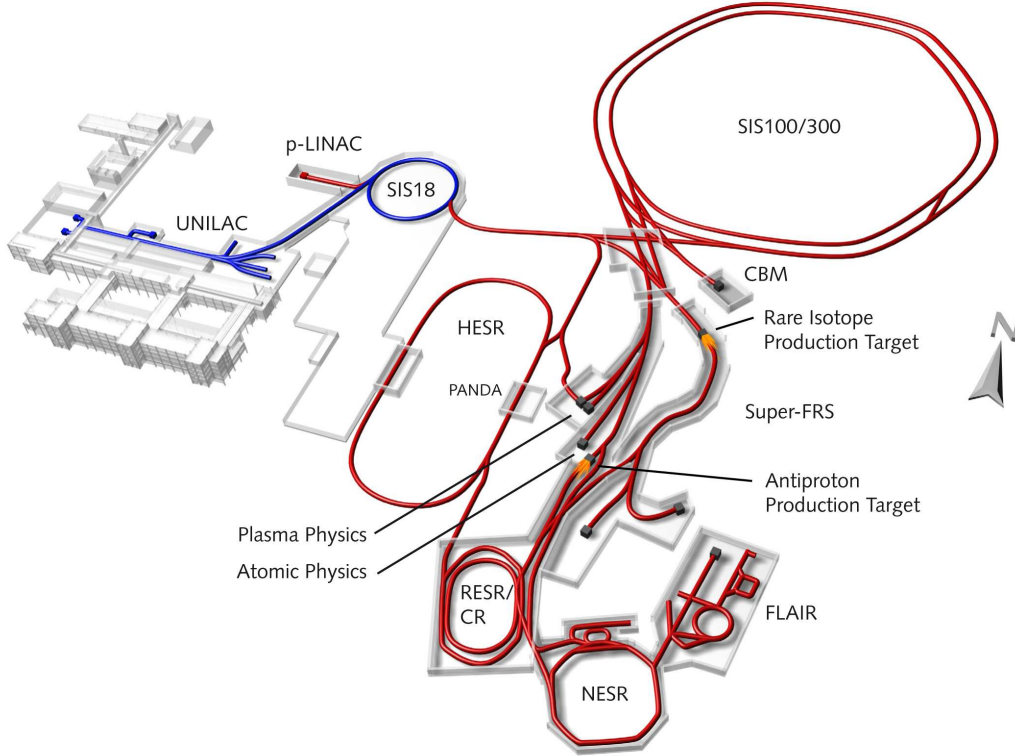 SIS100/300
p-LINAC
SIS18
UNILAC
CBM
HESR
Rare Isotope
Production Target
N
PANDA
Super-FRS
Antiproton
Production Target
Plasma Physics
Atomic Physics
RESR/
CR
FLAIR
NESR